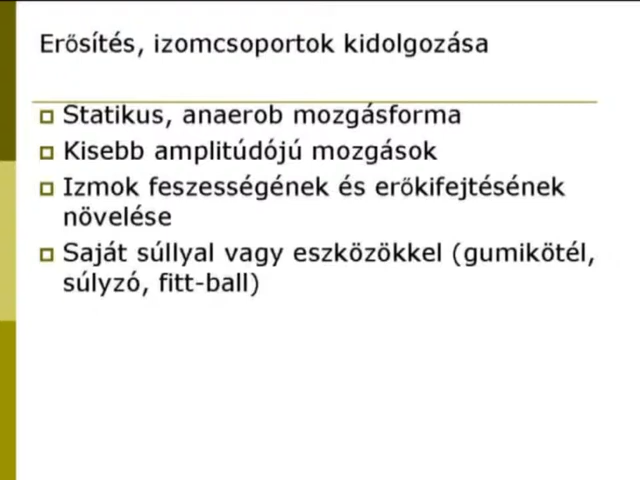 Erősítés, izomcsoportok kidolgozása
Statikus, anaerob mozgásforma
Kisebb amplitúdójú mozgások
Izmok feszességének és erőkifejtésének
növelése
Saját súllyal vagy eszközökkel (gumikötél,
súlyzó, fitt-ball)